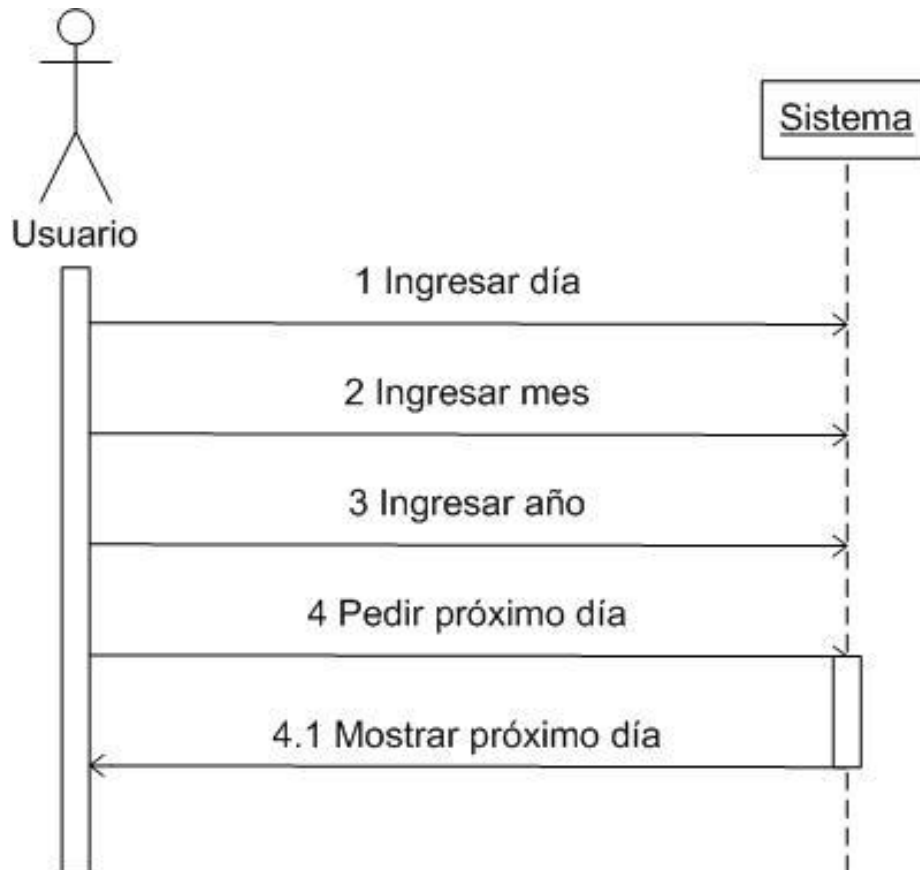 Sistema
Usuario
1 Ingresar día
2 Ingresar mes
3 Ingresar año
4 Pedir próximo día
4.1 Mostrar próximo día